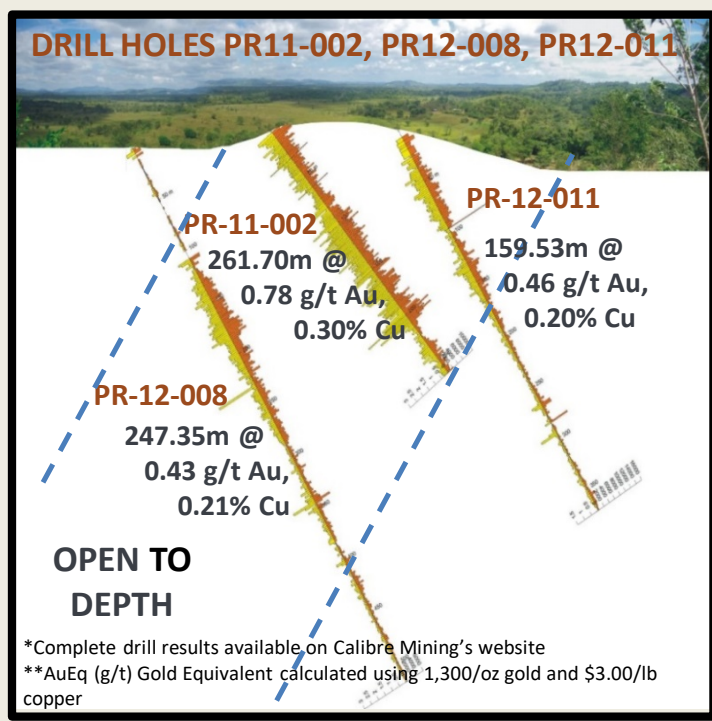 DRILL HOLES PR11-002, PR12-008, PR12-011
PR-11-002
261.70m @
0.78 g/t Au,
0.30% Cu
PR-12-011
159.53m @
0.46 g/t Au,
0.20% Cu
PR-12-008
247.35m @
0.43 g/t Au,
0.21% Cu
OPEN TO
DEPTH
*Complete drill results available on Calibre Mining's website
**AuEq (g/t) Gold Equivalent calculated using 1,300/oz gold and $3.00/lb
copper